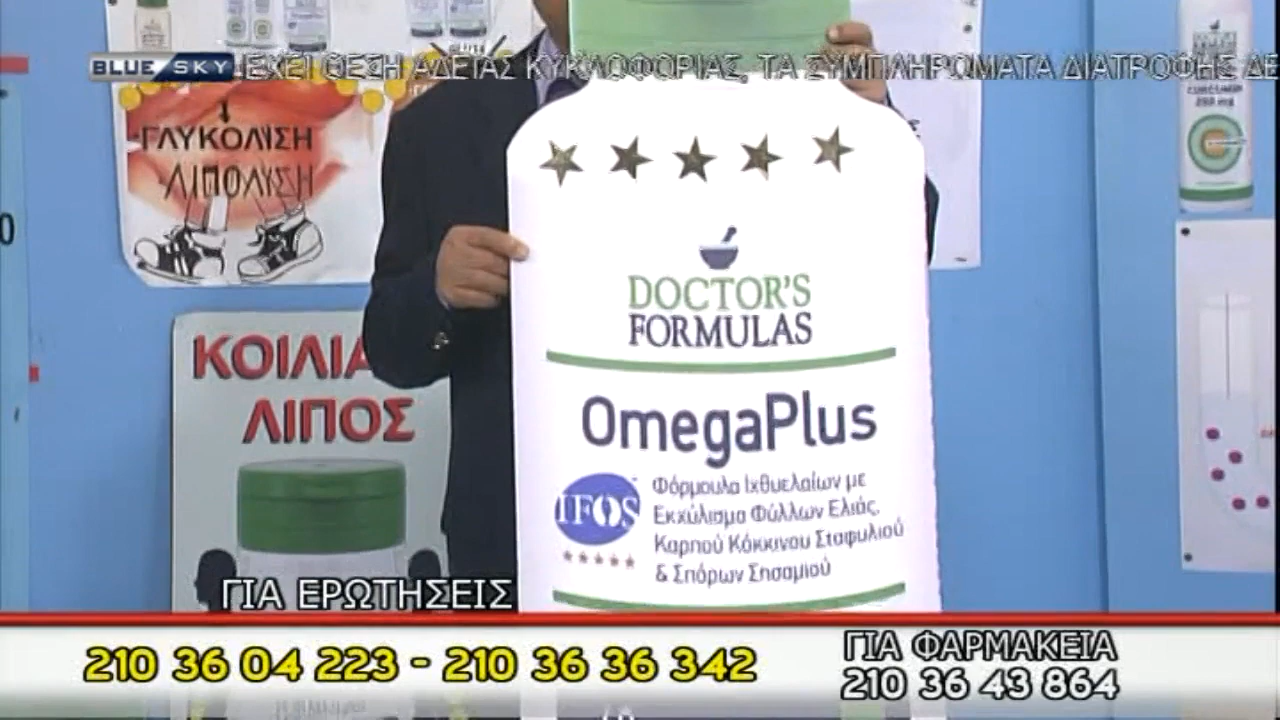 BLUE SKY
ΕΧΕΙ ΘΕΣΗ ΑΔΕΙΑΣ ΚΥΚΛΟΦΟΡΙΑΣ, ΤΑ ΣΥΜΠΛΗΡΩΜΑΤΑ ΔΙΑΤΡΟΦΗΣ ΔΕ
ΓΛΥΚΟΛΙΣΗ
ΛΙΠΟΛΥΣΗ
DOCTOR'S
FORMULAS
ΚΟΙΛΙΑ
ΛΙΠΟΣ
OmegaPlus
IFOS
Φόρμουλα Ιχθυελαίων με
Εκχύλισμα Φύλλων Ελιάς,
Καρπού Κόκκινου Σταφυλιού
& Σπόρων Σησαμιού
ΓΙΑ ΕΡΩΤΗΣΕΙΣ
210 36 04 223 - 210 36 36 342
ΓΙΑ ΦΑΡΜΑΚΕΙΑ
210 36 43 864